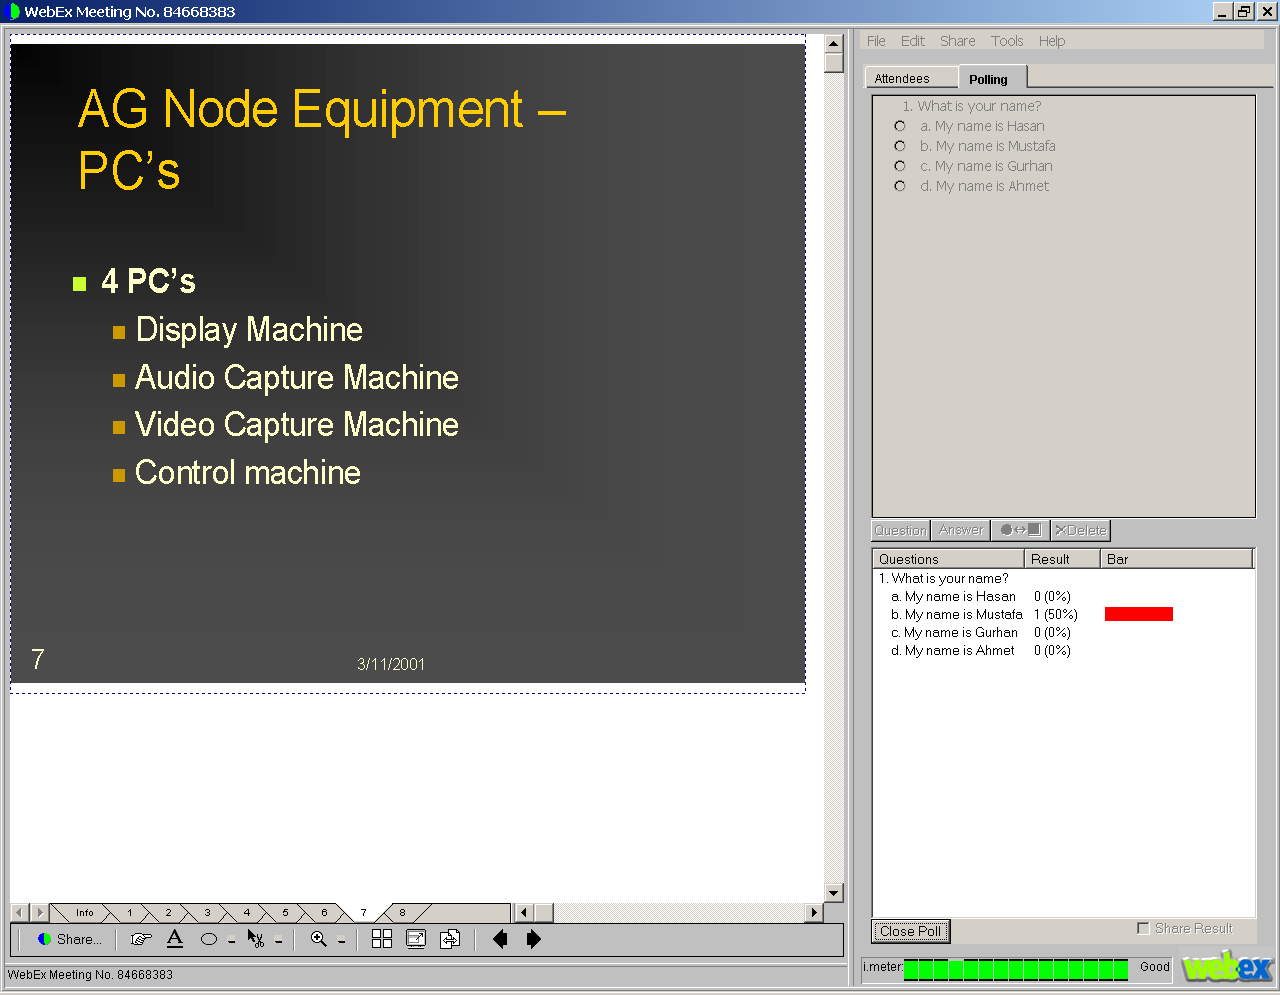 WebEx Meeting No. 84668383
AG Node Equipment –
PC’s
4 PC’s
Display Machine
Audio Capture Machine
Video Capture Machine
Control machine
7
3/11/2001
Info 1 2 3 4 5 6 7 8
Share...
WebEx Meeting No. 84668383
File Edit Share Tools Help
Attendees Polling
1. What is your name?
a. My name is Hasan
b. My name is Mustafa
c. My name is Gurhan
d. My name is Ahmet
Question Answer Delete
Questions Result Bar
1. What is your name?
a. My name is Hasan 0 (0%)
b. My name is Mustafa 1 (50%)
c. My name is Gurhan 0 (0%)
d. My name is Ahmet 0 (0%)
Close Poll Share Result
i.meter: Good webex